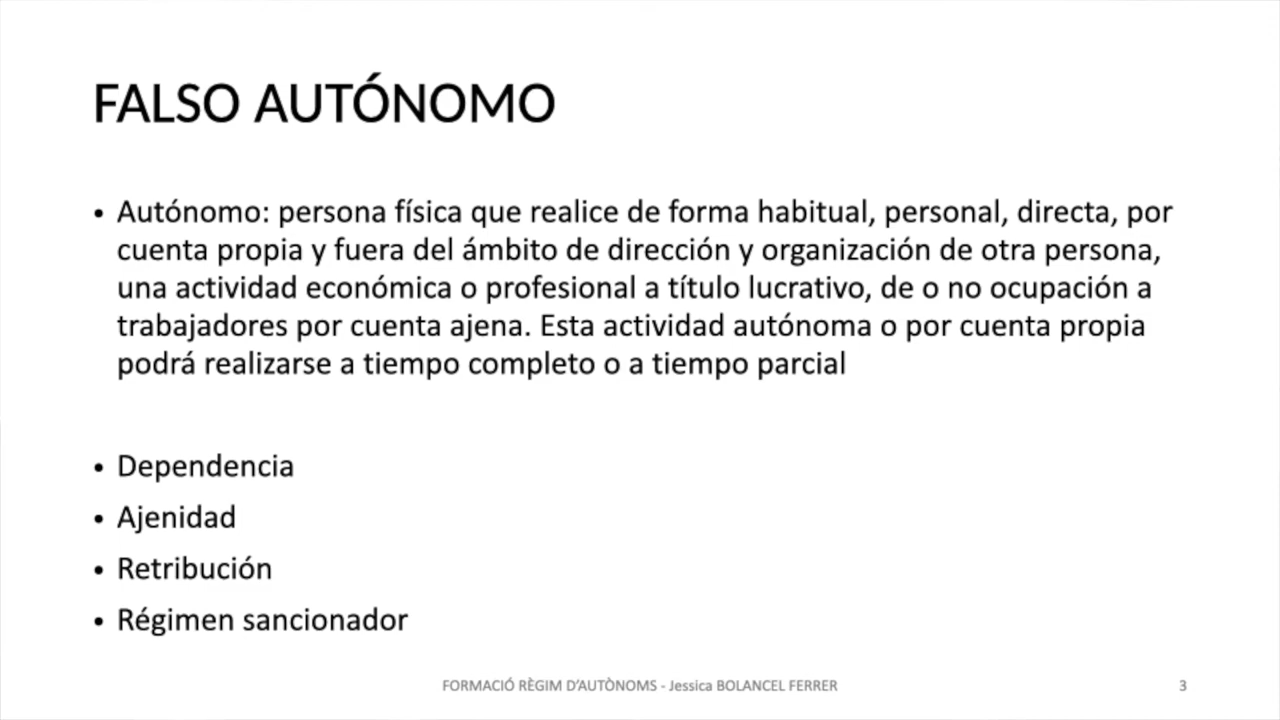 FALSO AUTÓNOMO
• Autónomo: persona física que realice de forma habitual, personal, directa, por
cuenta propia y fuera del ámbito de dirección y organización de otra persona,
una actividad económica o profesional a título lucrativo, de o no ocupación a
trabajadores por cuenta ajena. Esta actividad autónoma o por cuenta propia
podrá realizarse a tiempo completo o a tiempo parcial
• Dependencia
• Ajenidad
• Retribución
• Régimen sancionador
FORMACIÓ RÈGIM D'AUTÒNOMS - Jessica BOLANCEL FERRER
3